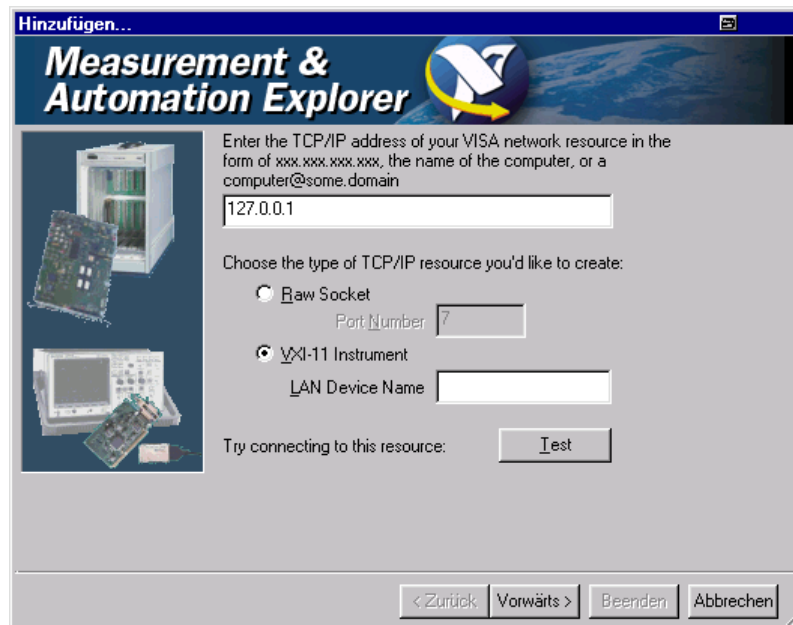 Hinzufügen...
Measurement &
Automation Explorer
Enter the TCP/IP address of your VISA network resource in the
form of xxx.xxx.xxx.xxx, the name of the computer, or a
computer@some.domain
127.0.0.1
Choose the type of TCP/IP resource you'd like to create:
Raw Socket
Port Number 7
VXI-11 Instrument
LAN Device Name
Try connecting to this resource: Test
< Zurück Vorwärts > Beenden Abbrechen